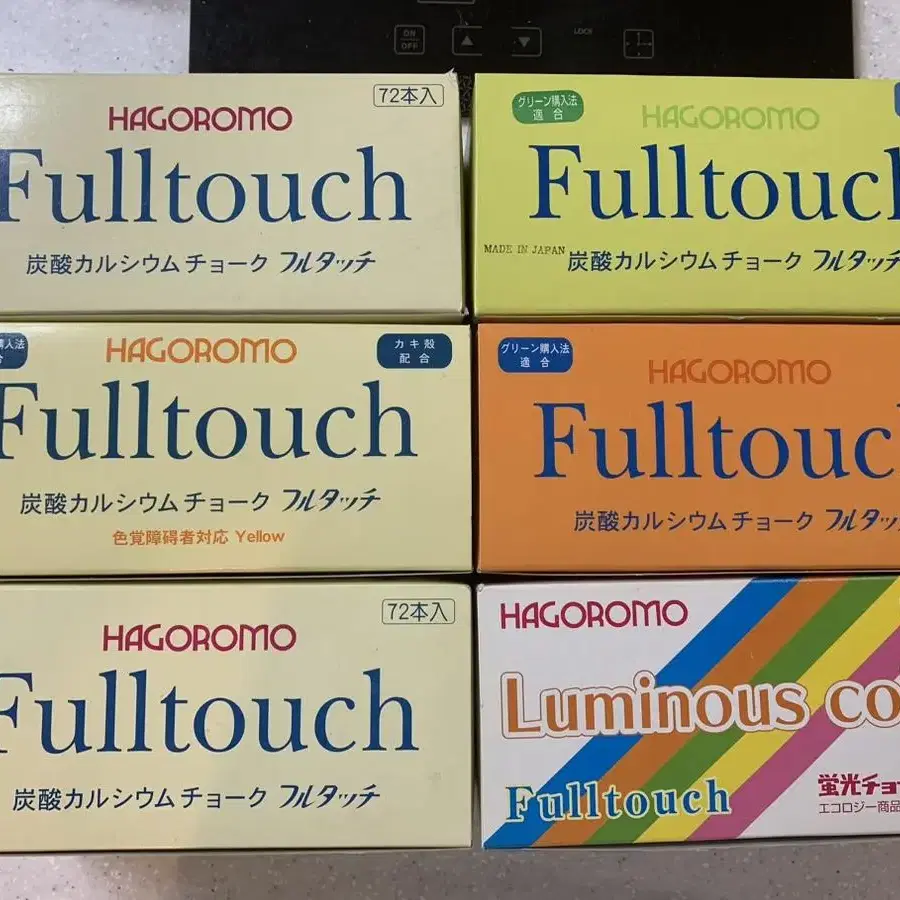 ON
OFF
LOCK
72本入
HAGOROMO
Fulltouch
炭酸カルシウムチョーク フルタッチ
グリーン購入法
適合
HAGOROMO
Fulltouch
MADE IN JAPAN
炭酸カルシウムチョーク フルタッチ
購入法
合
HAGOROMO
カキ殻
配合
Fulltouch
炭酸カルシウムチョーク フルタッチ
色覚障碍者対応 Yellow
グリーン購入法
適合
HAGOROMO
Fulltouc
炭酸カルシウムチョーク フルタッ
72本入
HAGOROMO
Fulltouch
炭酸カルシウムチョーク フルタッチ
HAGOROMO
Luminous co
Fulltouch
蛍光チョ
エコロジー商品